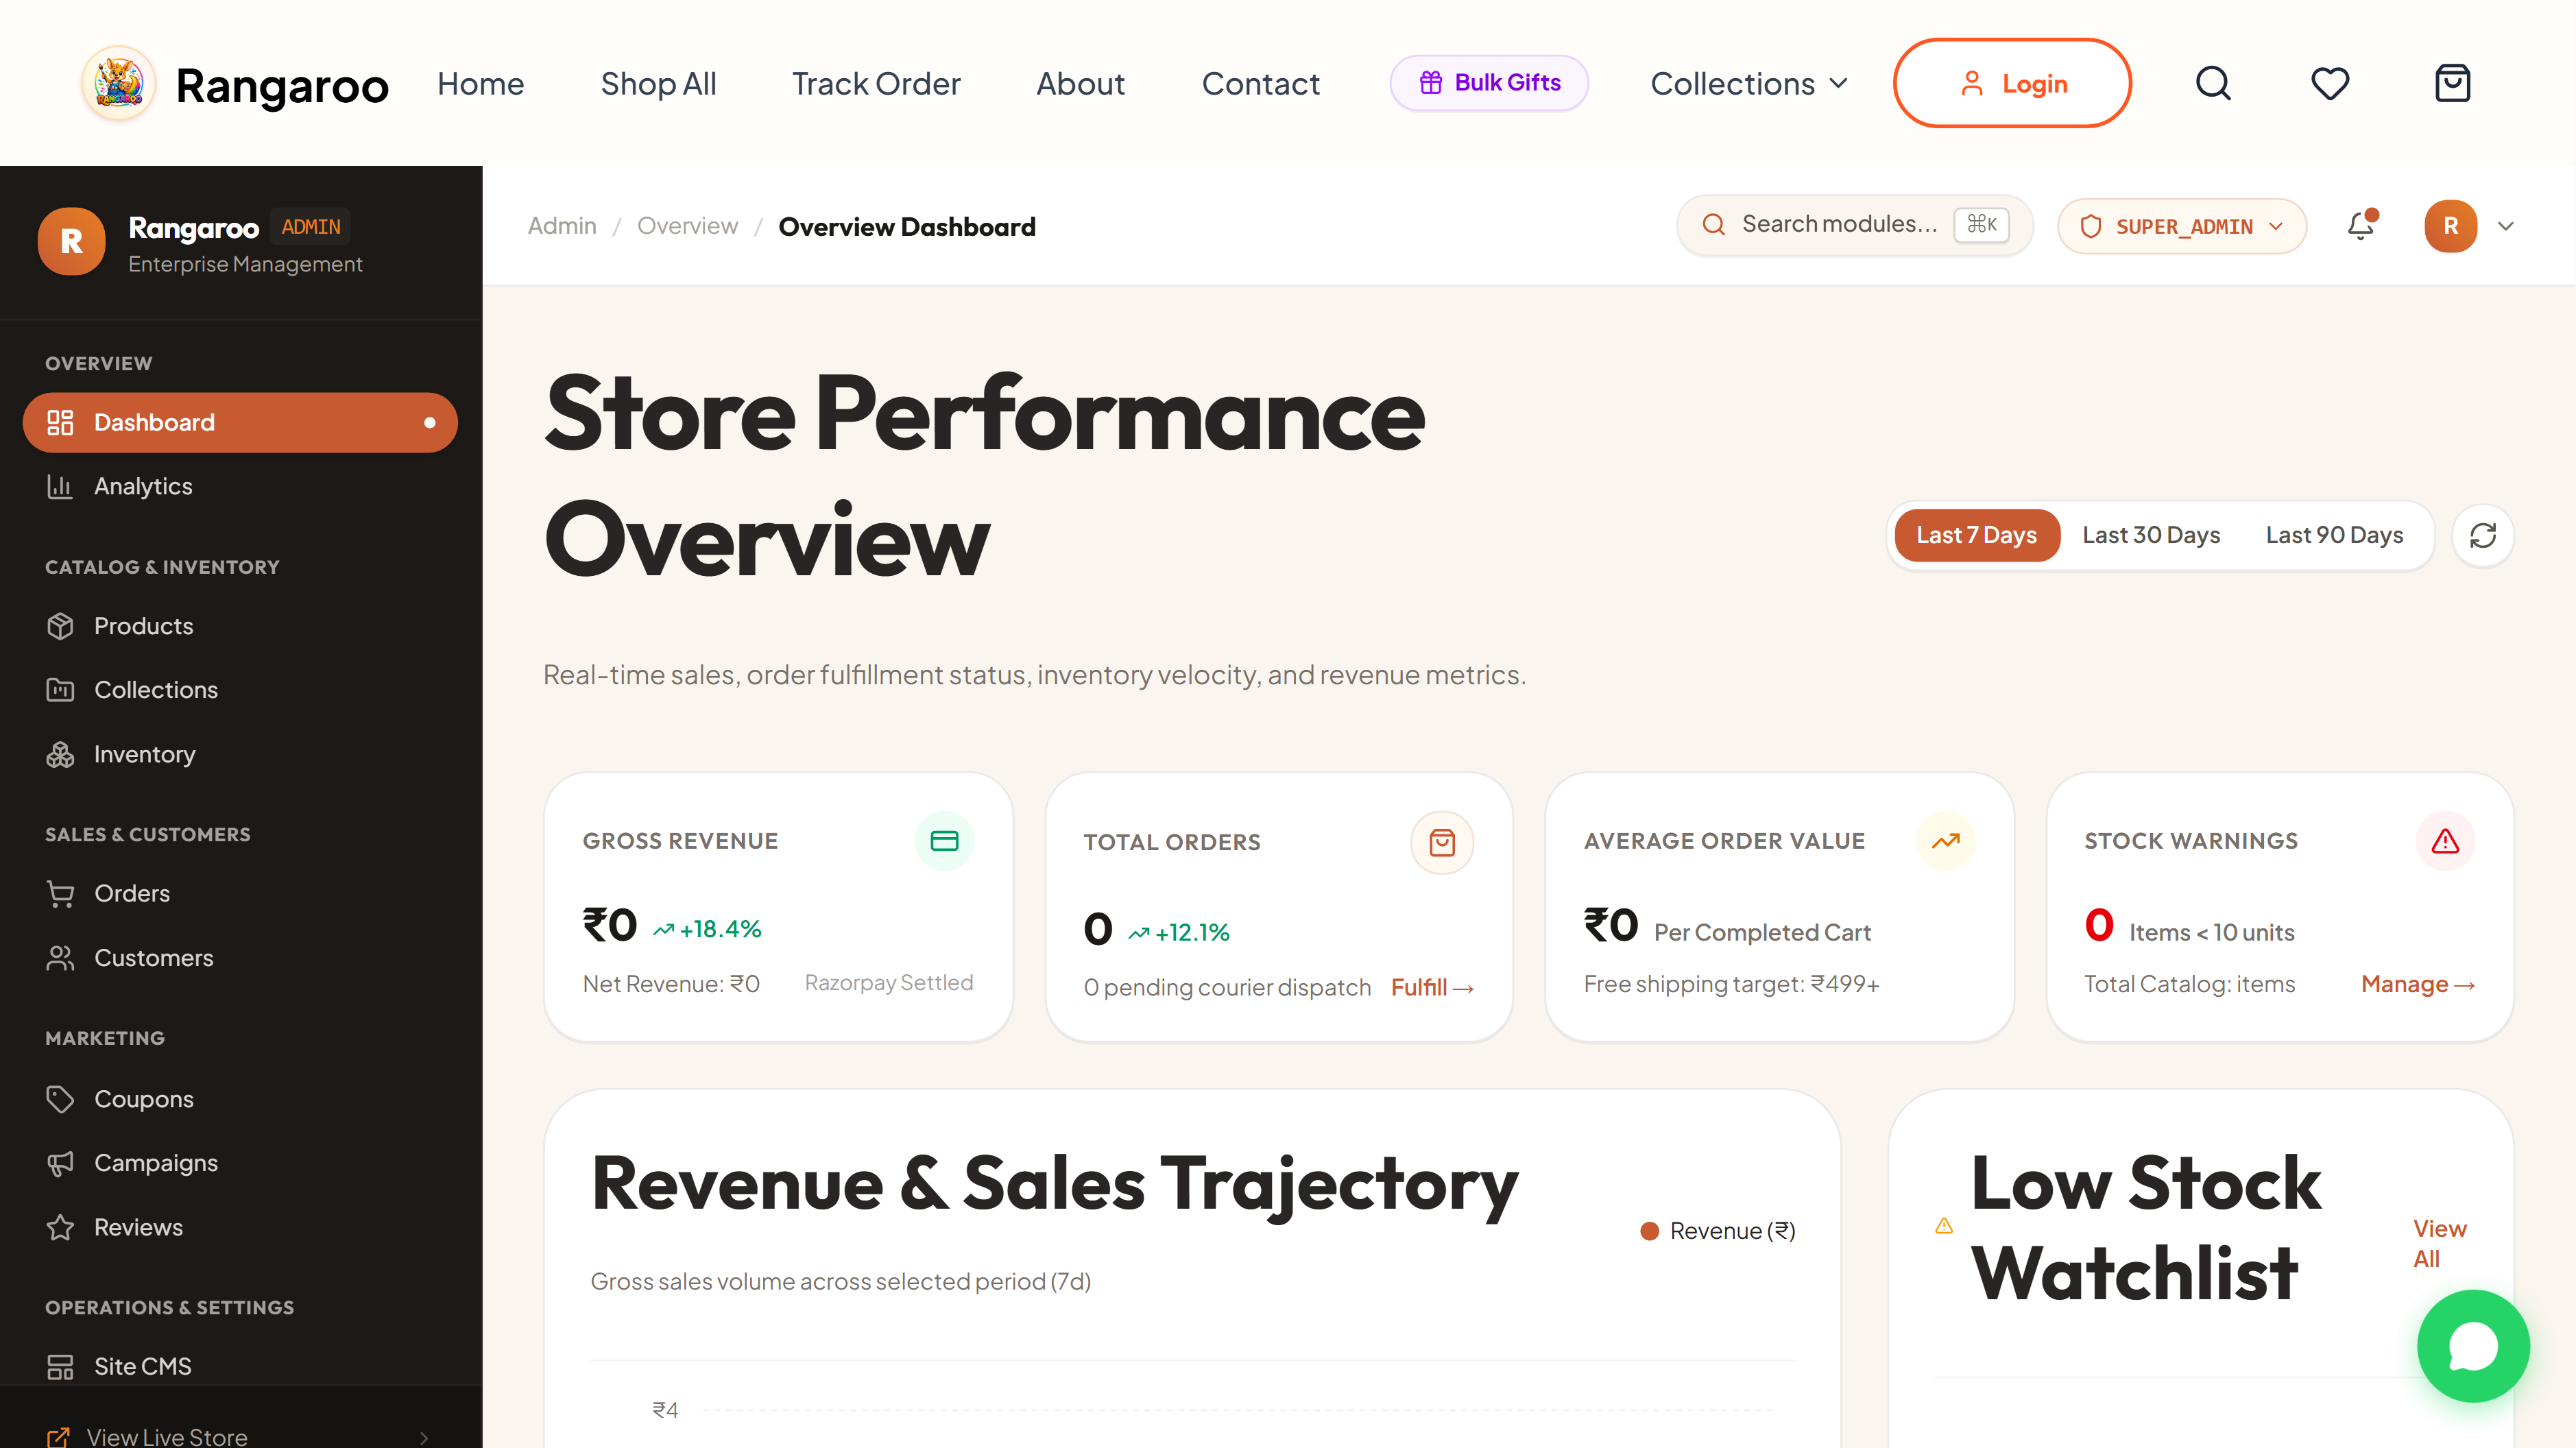 Rangaroo Home Shop All Track Order About Contact Bulk Gifts Collections Login
R Rangaroo ADMIN
Enterprise Management
OVERVIEW
Dashboard
Analytics
CATALOG & INVENTORY
Products
Collections
Inventory
SALES & CUSTOMERS
Orders
Customers
MARKETING
Coupons
Campaigns
Reviews
OPERATIONS & SETTINGS
Site CMS
View Live Store
Admin / Overview / Overview Dashboard
Search modules... ⌘K SUPER_ADMIN R
Store Performance
Overview
Last 7 Days Last 30 Days Last 90 Days
Real-time sales, order fulfillment status, inventory velocity, and revenue metrics.
GROSS REVENUE
₹0 +18.4%
Net Revenue: ₹0 Razorpay Settled
TOTAL ORDERS
0 +12.1%
0 pending courier dispatch Fulfill →
AVERAGE ORDER VALUE
₹0 Per Completed Cart
Free shipping target: ₹499+
STOCK WARNINGS
0 Items < 10 units
Total Catalog: items Manage →
Revenue & Sales Trajectory
Revenue (₹)
Gross sales volume across selected period (7d)
₹4
Low Stock
Watchlist
View
All